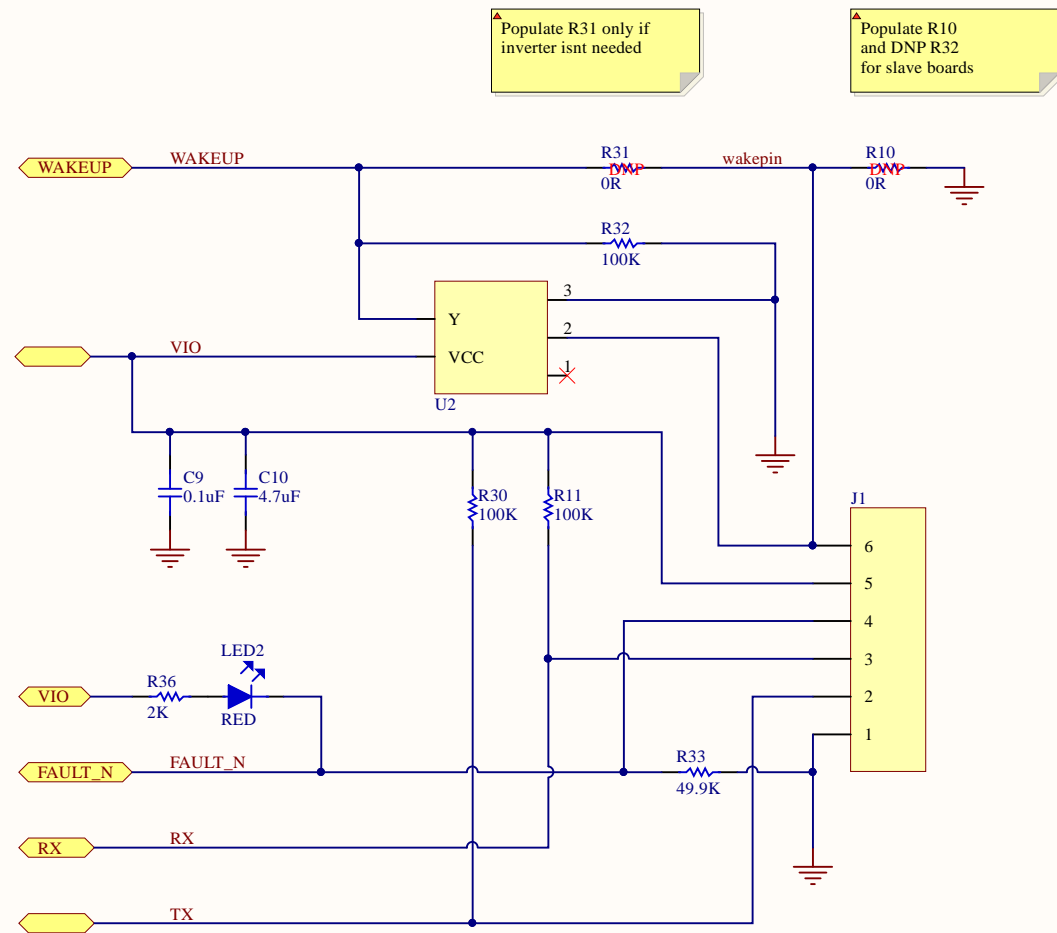 Populate R31 only if
inverter isnt needed
Populate R10
and DNP R32
for slave boards
WAKEUP
WAKEUP
R31
DNP
0R
wakepin
R10
DNP
0R
R32
100K
3
Y
2
VIO
VCC
1
U2
C9
0.1uF
C10
4.7uF
R30
100K
R11
100K
J1
6
5
4
3
2
1
LED2
R36
VIO
2K
RED
R33
49.9K
FAULT_N
FAULT_N
RX
RX
TX